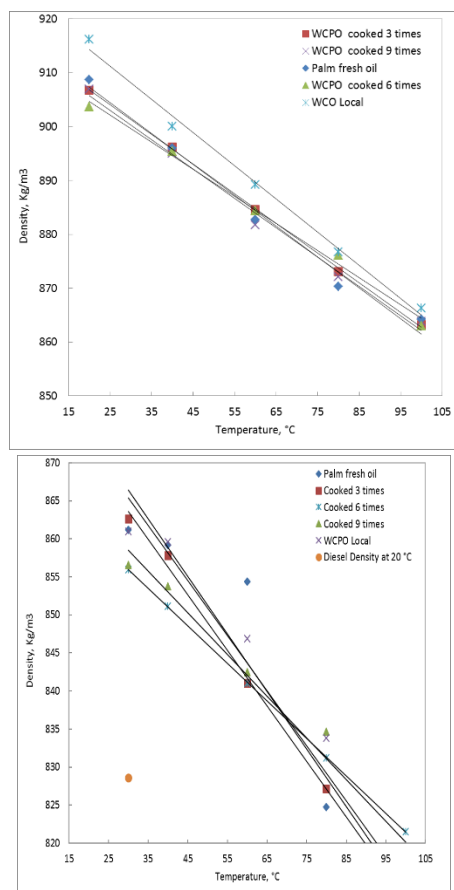 920
910
900
890
880
870
860
850
Density, Kg/m3
15 25 35 45 55 65 75 85 95 105
Temperature, °C
WCPO cooked 3 times
WCPO cooked 9 times
Palm fresh oil
WCPO cooked 6 times
WCO Local
870
865
860
855
850
845
840
835
830
825
820
Density, Kg/m3
15 25 35 45 55 65 75 85 95 105
Temperature, °C
Palm fresh oil
Cooked 3 times
Cooked 6 times
Cooked 9 times
WCPO Local
Diesel Density at 20 °C